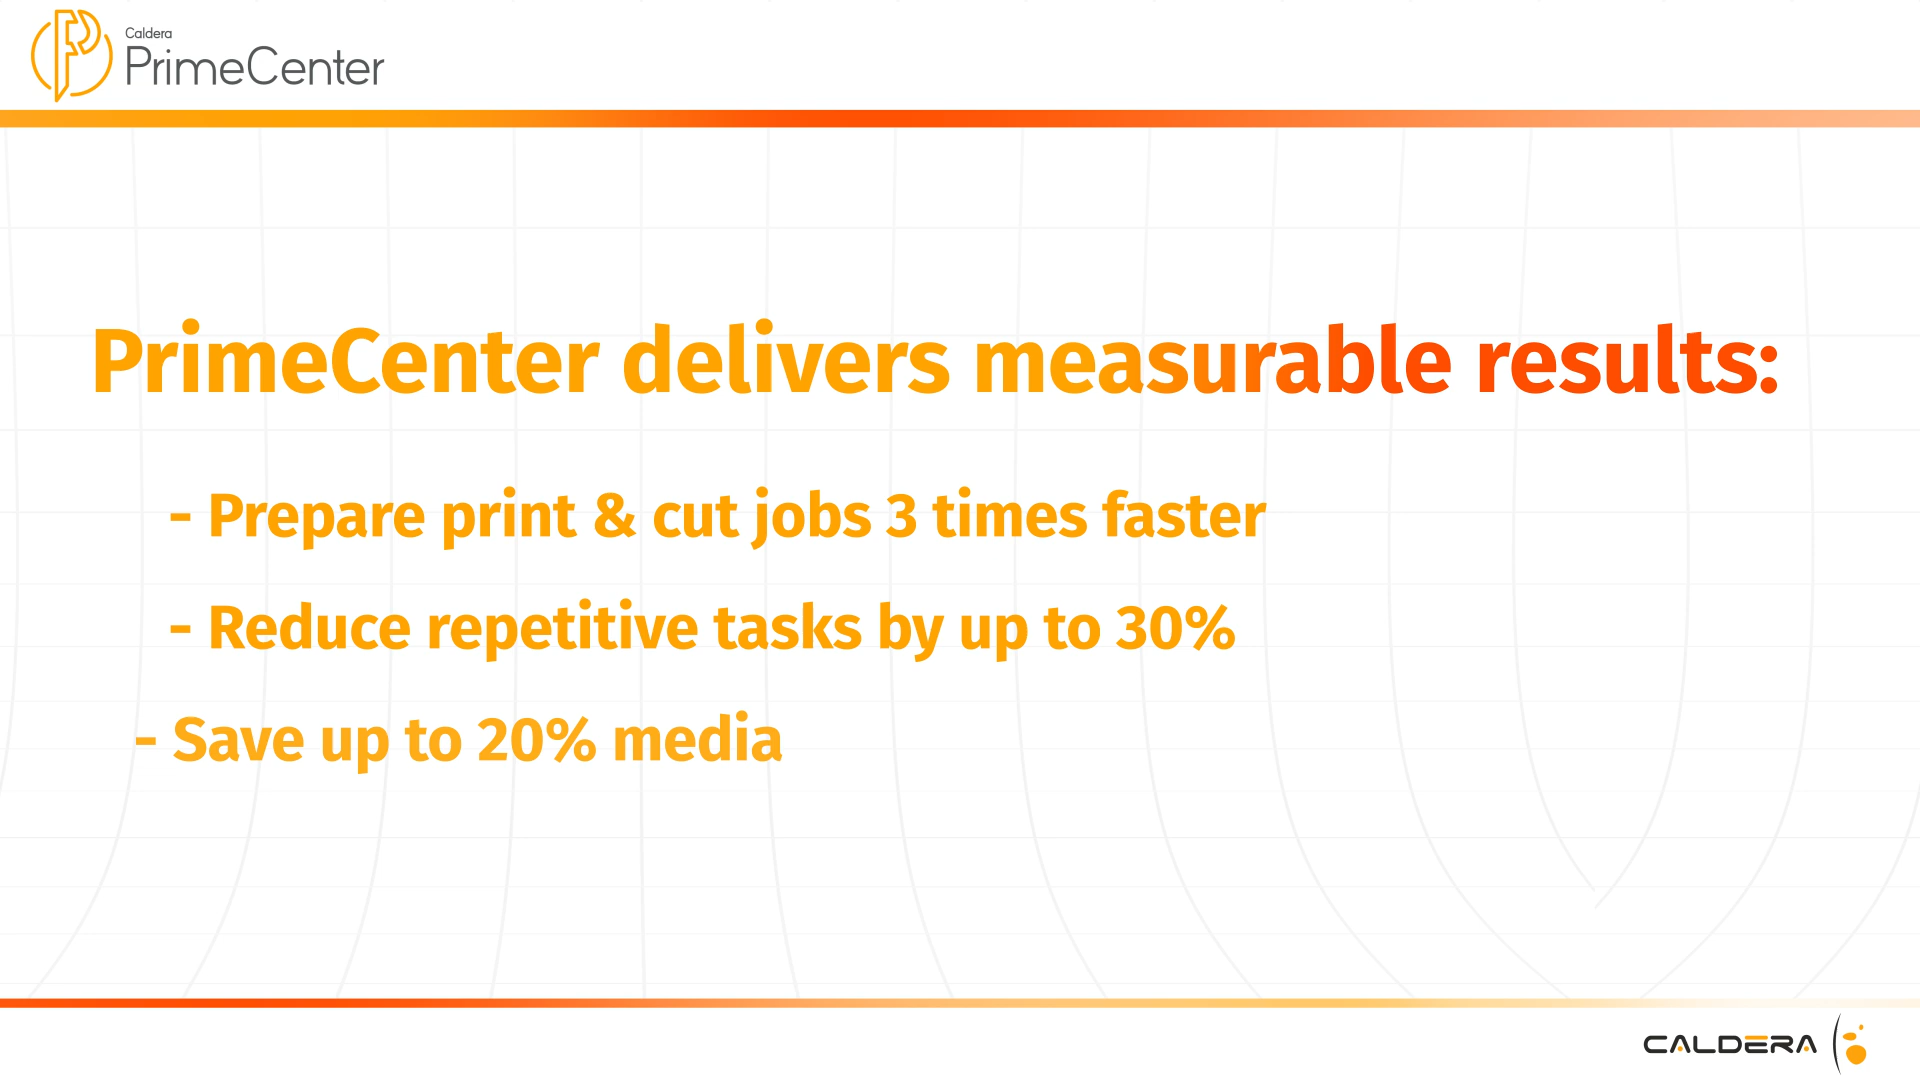 Caldera
PrimeCenter
PrimeCenter delivers measurable results:
- Prepare print & cut jobs 3 times faster
- Reduce repetitive tasks by up to 30%
- Save up to 20% media
CALDERA